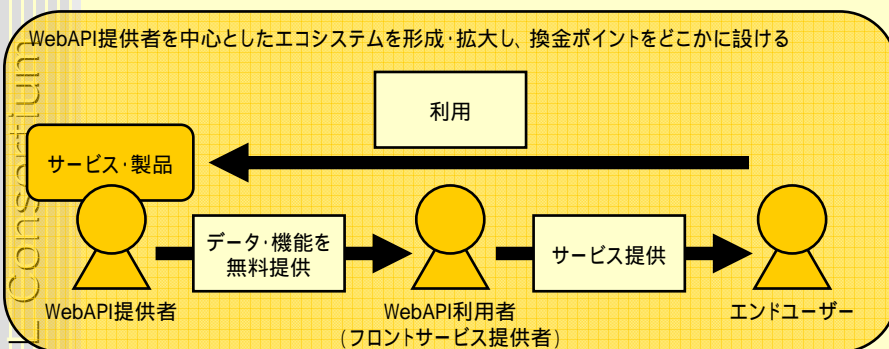 WebAPI提供者を中心としたエコシステムを形成・拡大し、換金ポイントをどこかに設ける
利用
サービス・製品
データ・機能を
無料提供
サービス提供
WebAPI提供者
WebAPI利用者
(フロントサービス提供者)
エンドユーザー
L Consortium